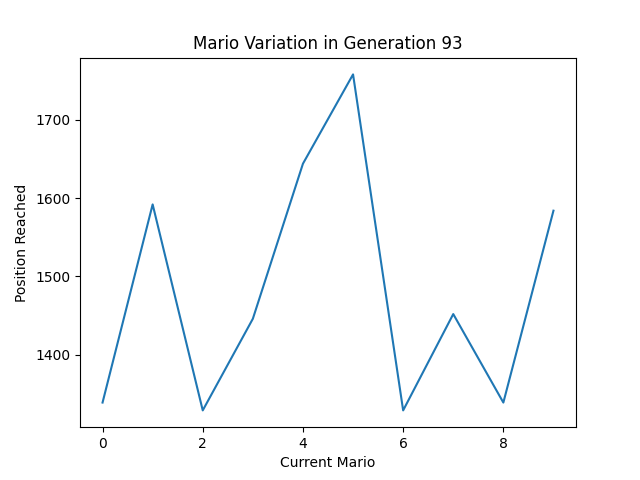 Mario Variation in Generation 93
1700
1600
1500
1400
Position Reached
0 2 4 6 8
Current Mario